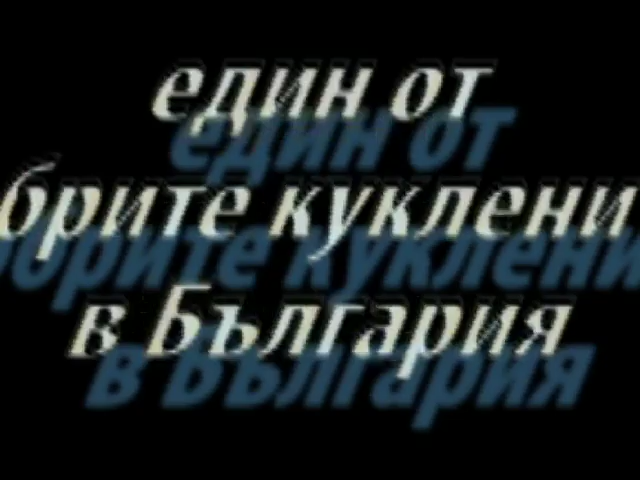 един от
брите куклени
в България